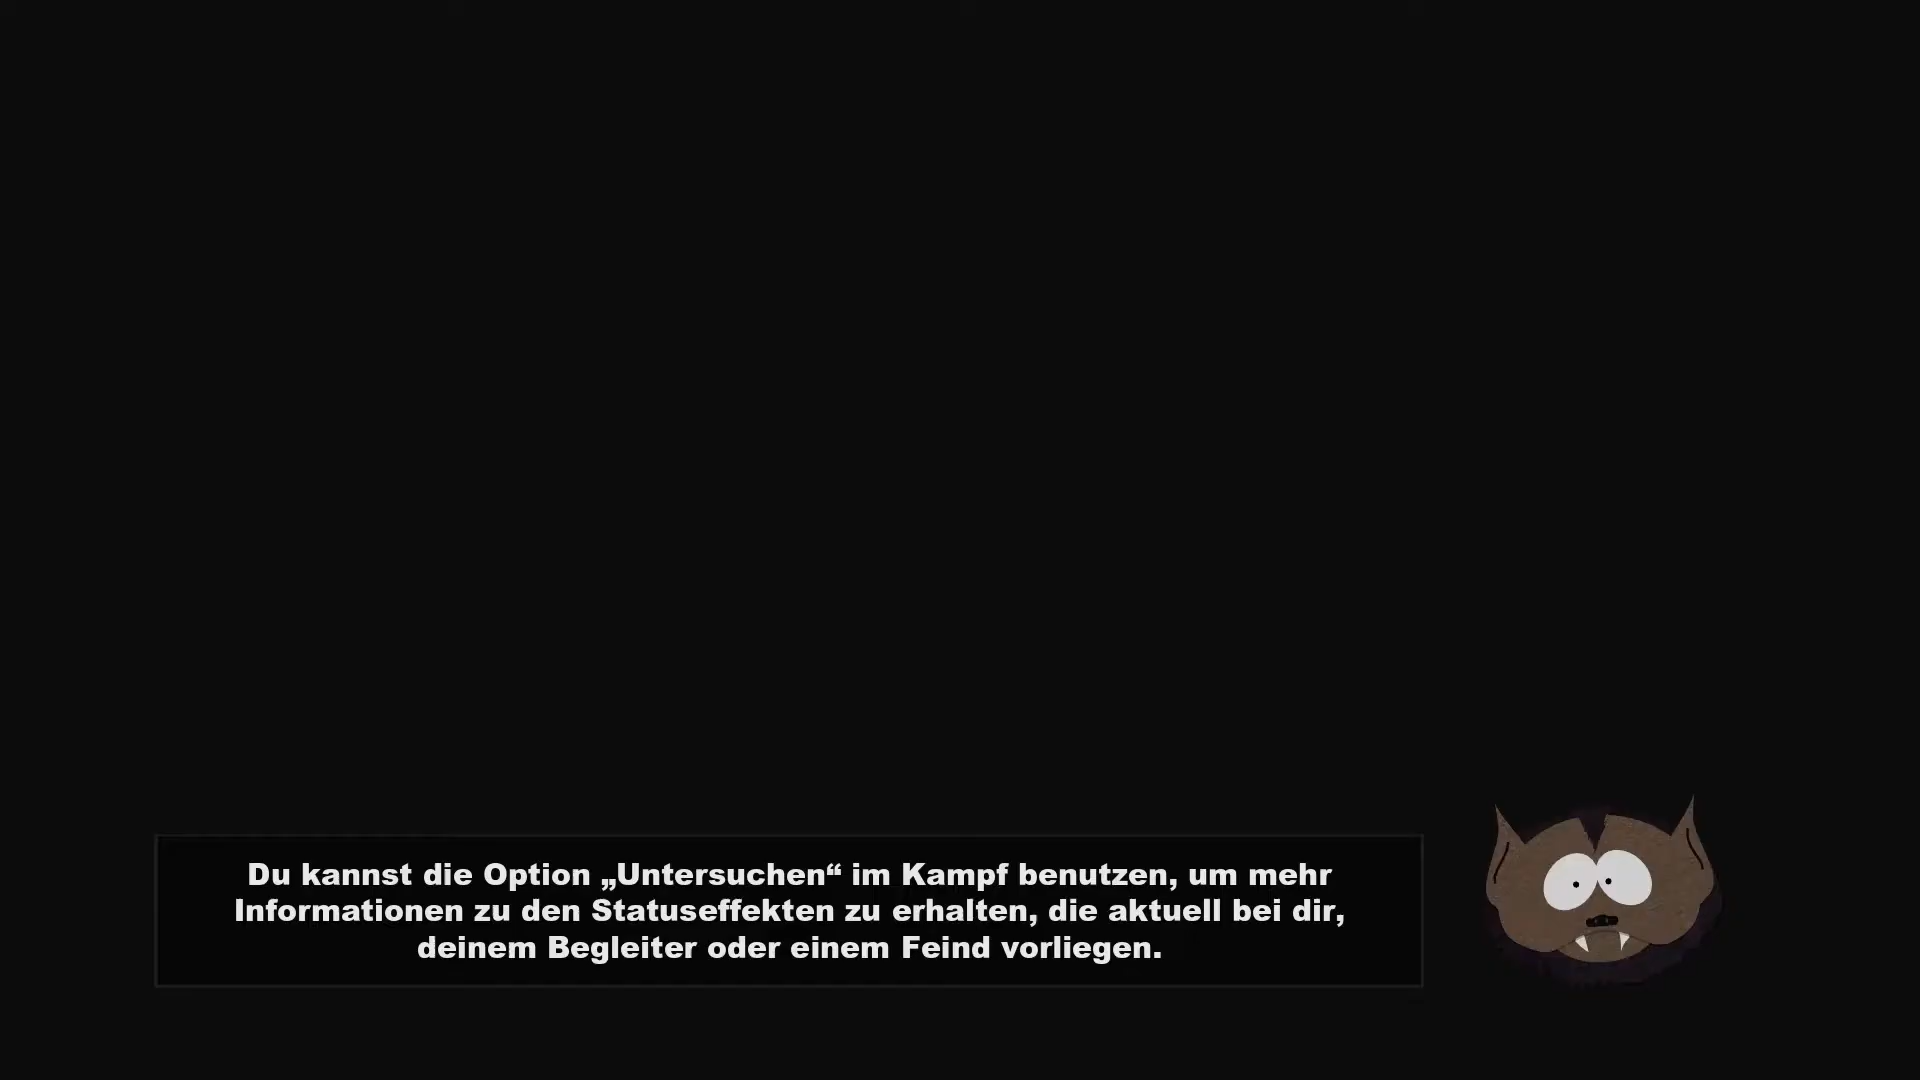 Du kannst die Option „Untersuchen“ im Kampf benutzen, um mehr
Informationen zu den Statuseffekten zu erhalten, die aktuell bei dir,
deinem Begleiter oder einem Feind vorliegen.